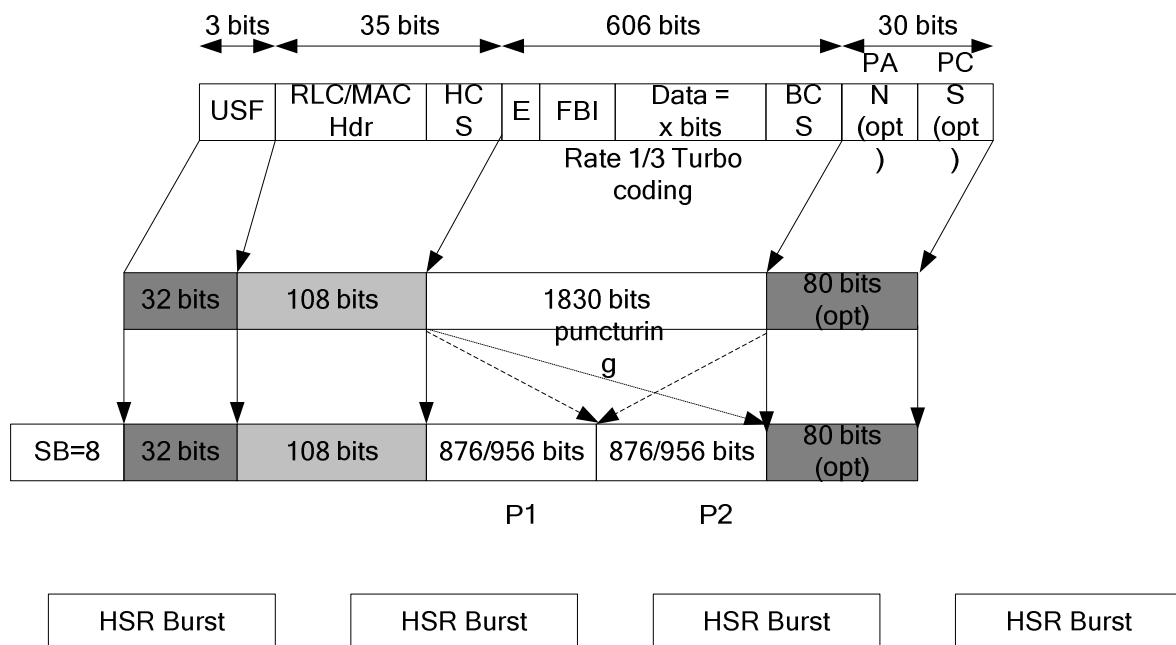 3 bits 35 bits 606 bits 30 bits
USF
RLC/MAC
Hdr
HC
S
E
FBI
Data =
x bits
BC
S
PA
N
(opt
)
PC
S
(opt
)
Rate 1/3 Turbo
coding
32 bits 108 bits 1830 bits
80 bits
(opt)
puncturin
g
SB=8 32 bits 108 bits 876/956 bits 876/956 bits
80 bits
(opt)
P1 P2
HSR Burst HSR Burst HSR Burst HSR Burst